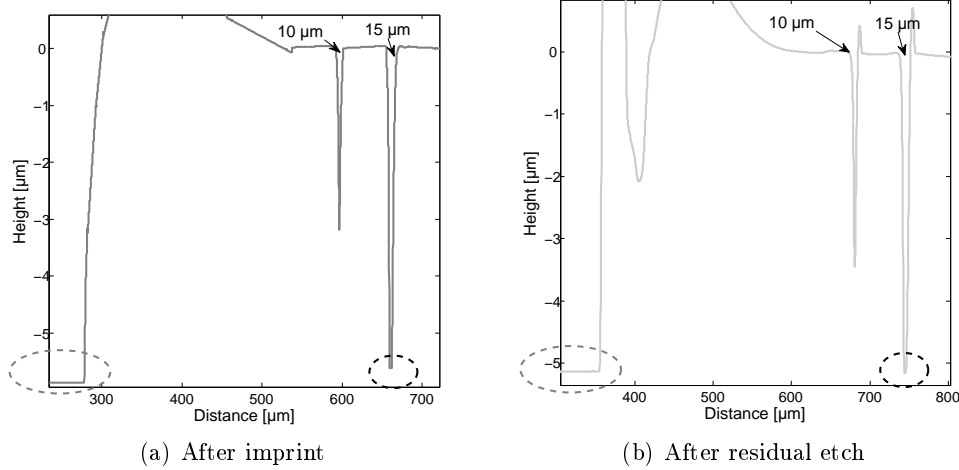 10 µm
15 µm
0
−1
−2
−3
−4
−5
Height [µm]
300
400
500
600
700
Distance [µm]
(a) After imprint
10 µm
15 µm
0
−1
−2
−3
−4
−5
Height [µm]
400
500
600
700
800
Distance [µm]
(b) After residual etch